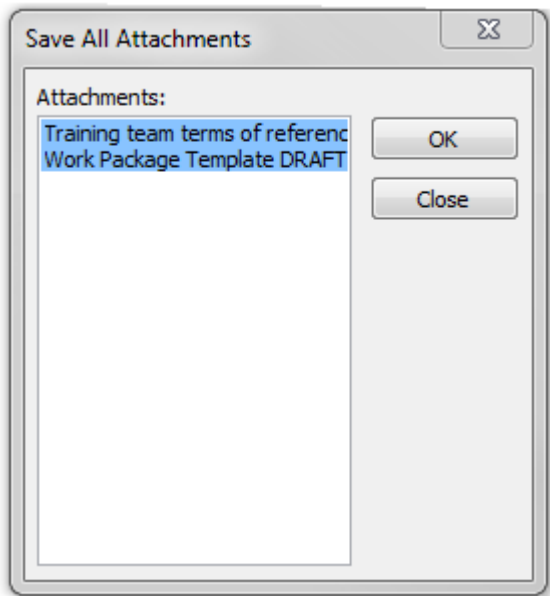 Save All Attachments
Attachments:
Training team terms of referenc
Work Package Template DRAFT
OK
Close